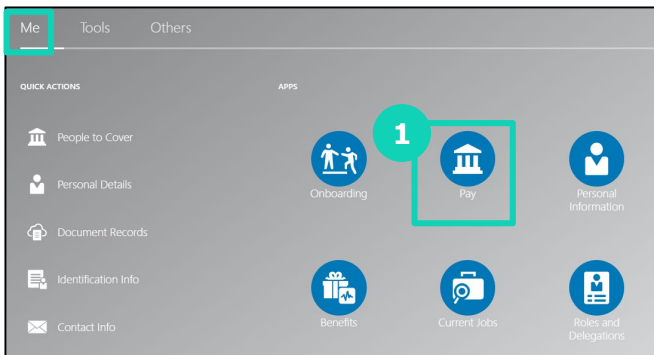 Me Tools Others
QUICK ACTIONS
People to Cover
Personal Details
Document Records
Identification Info
Contact Info
APPS
1
Onboarding
Pay
Personal
Information
Benefits
Current Jobs
Roles and
Delegations